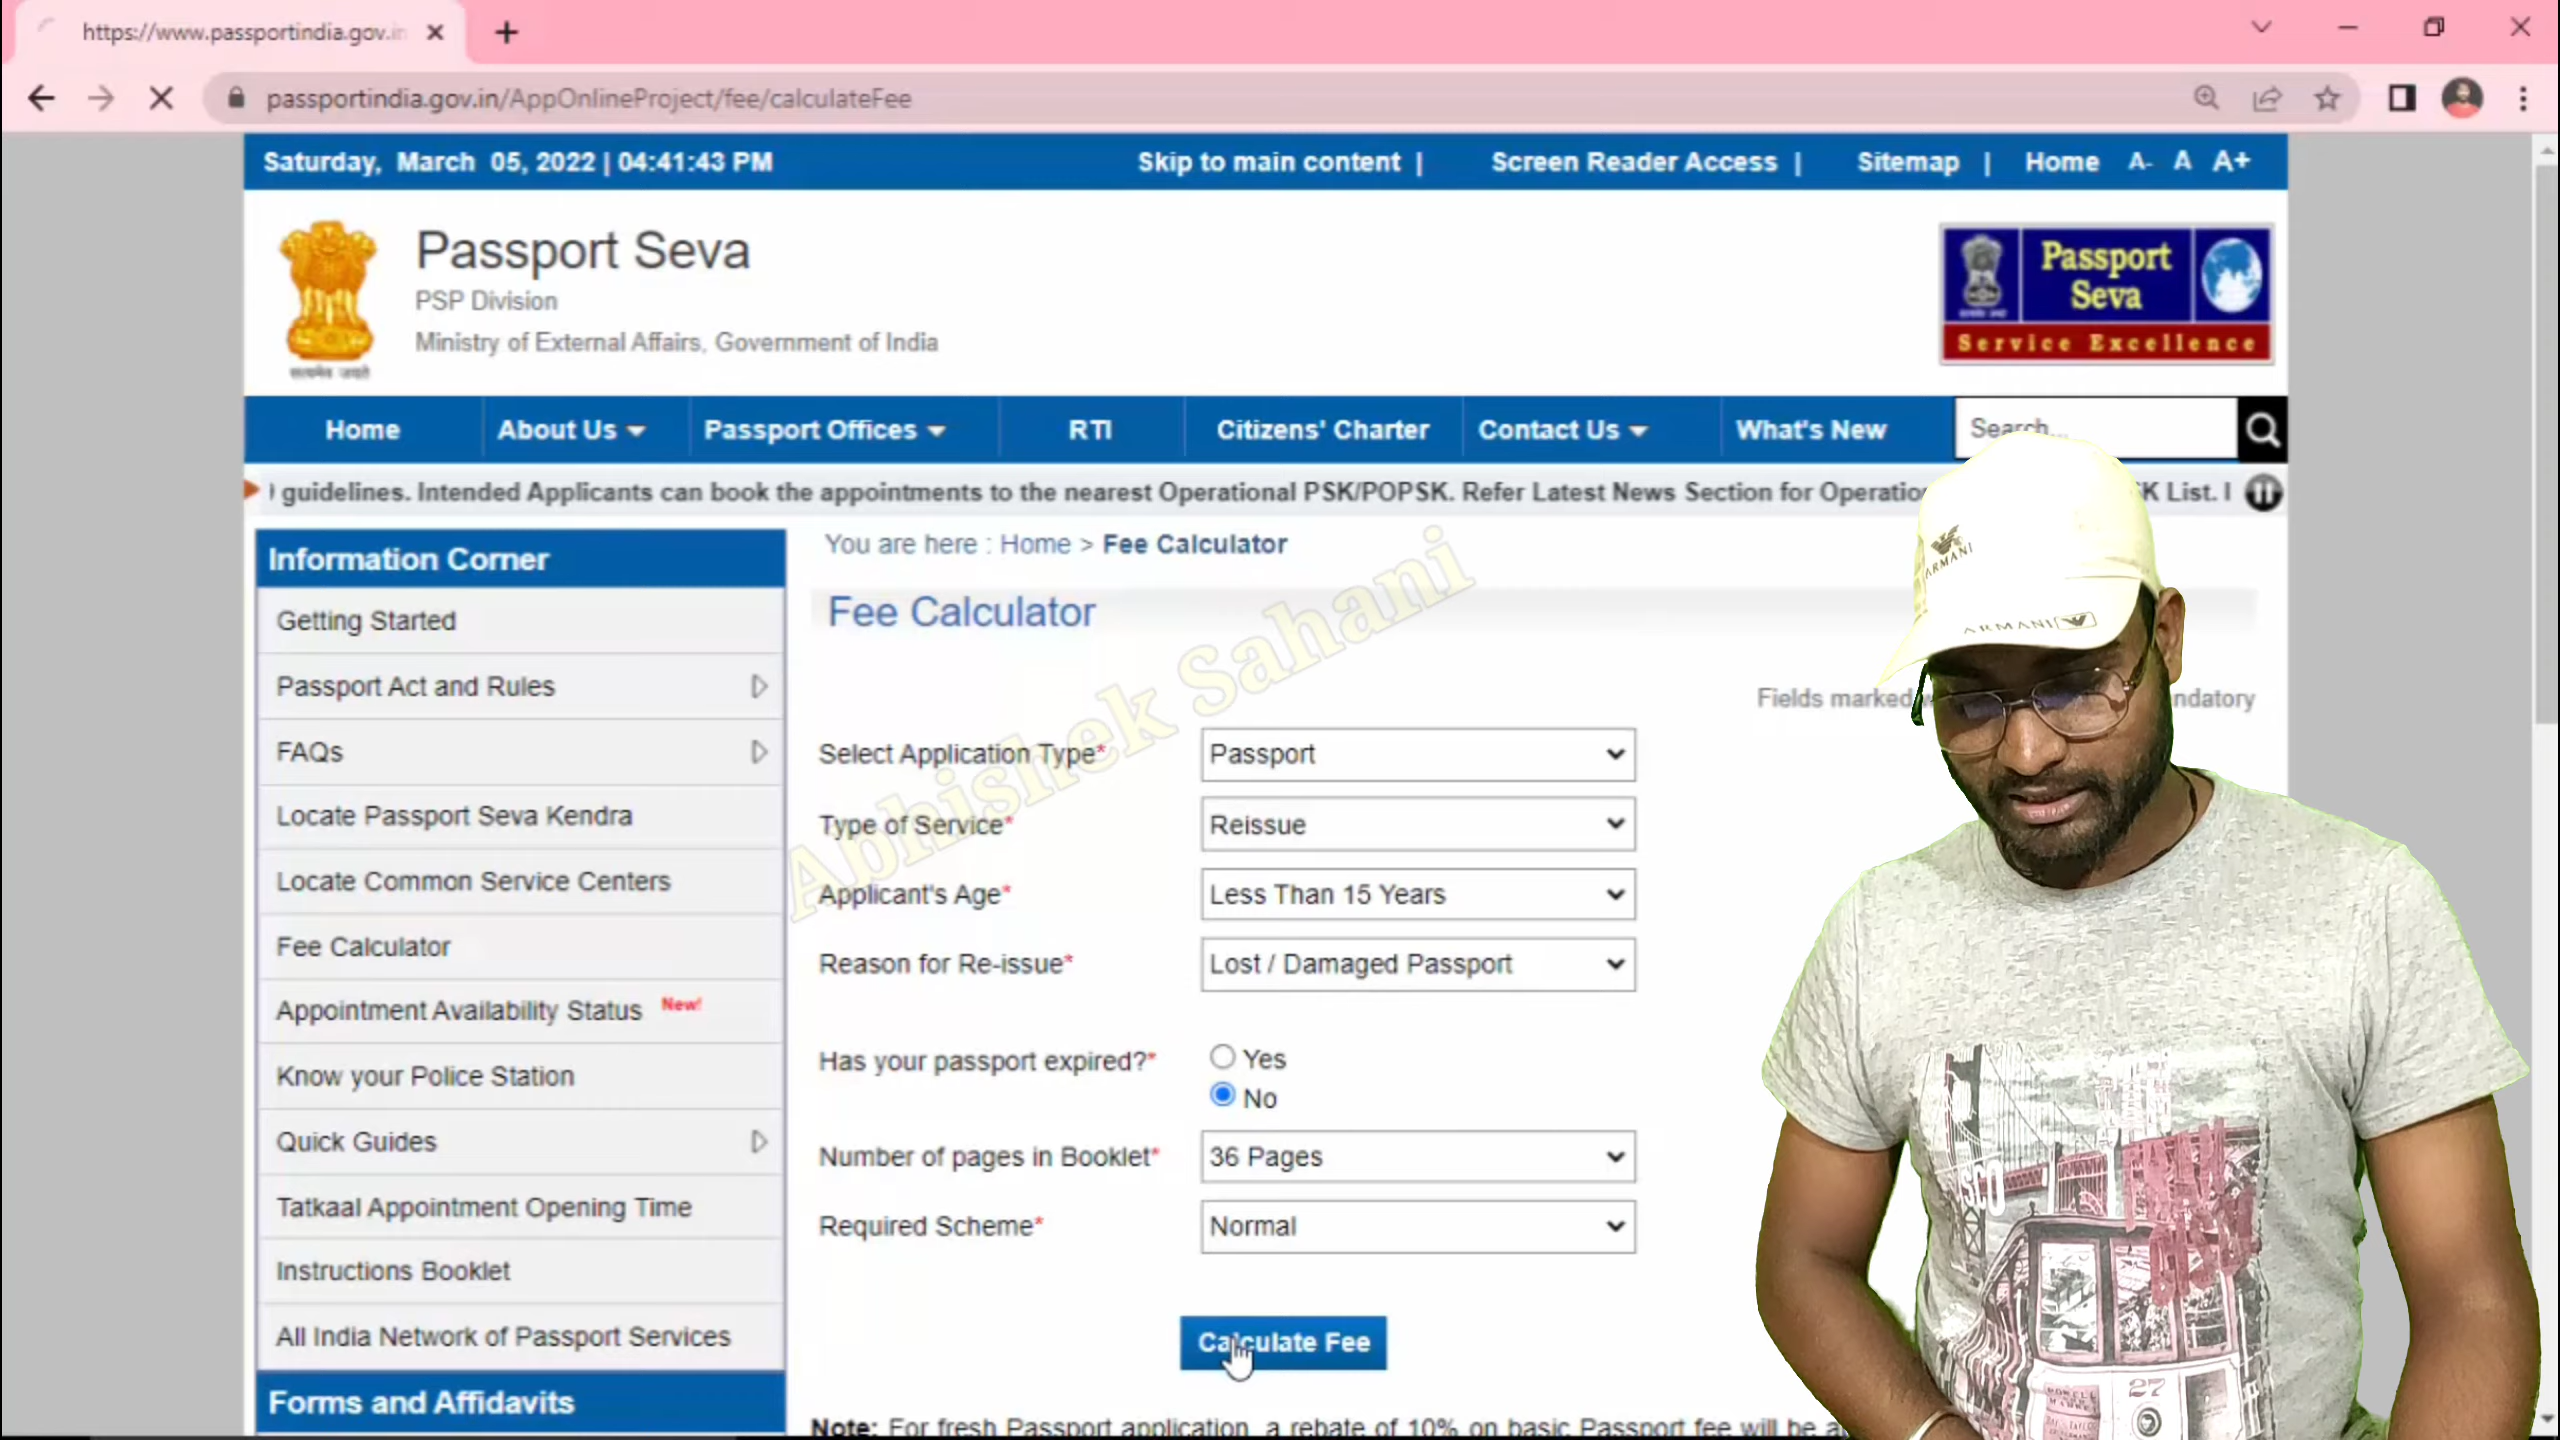 https://www.passportindia.gov.in
passportindia.gov.in/AppOnlineProject/fee/calculateFee
Saturday, March 05, 2022 | 04:41:43 PM
Skip to main content | Screen Reader Access | Sitemap | Home A- A A+
Passport Seva
PSP Division
Ministry of External Affairs, Government of India
सत्यमेव जयते
Passport
Seva
Service Excellence
Home About Us Passport Offices RTI Citizens' Charter Contact Us What's New Search...
guidelines. Intended Applicants can book the appointments to the nearest Operational PSK/POPSK. Refer Latest News Section for Operatio K List.
Information Corner
Getting Started
Passport Act and Rules
FAQs
Locate Passport Seva Kendra
Locate Common Service Centers
Fee Calculator
Appointment Availability Status New!
Know your Police Station
Quick Guides
Tatkaal Appointment Opening Time
Instructions Booklet
All India Network of Passport Services
Forms and Affidavits
You are here : Home > Fee Calculator
Fee Calculator
Fields marked ndatory
Select Application Type* Passport
Type of Service* Reissue
Applicant's Age* Less Than 15 Years
Reason for Re-issue* Lost / Damaged Passport
Has your passport expired?* Yes
No
Number of pages in Booklet* 36 Pages
Required Scheme* Normal
Calculate Fee
Note: For fresh Passport application, a rebate of 10% on basic Passport fee will be
Abhishek Sahani
ARMANI
ARMANI
SCO
27